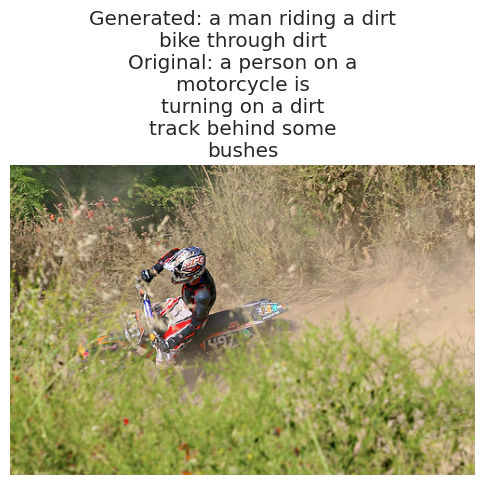 Generated: a man riding a dirt
bike through dirt
Original: a person on a
motorcycle is
turning on a dirt
track behind some
bushes
497